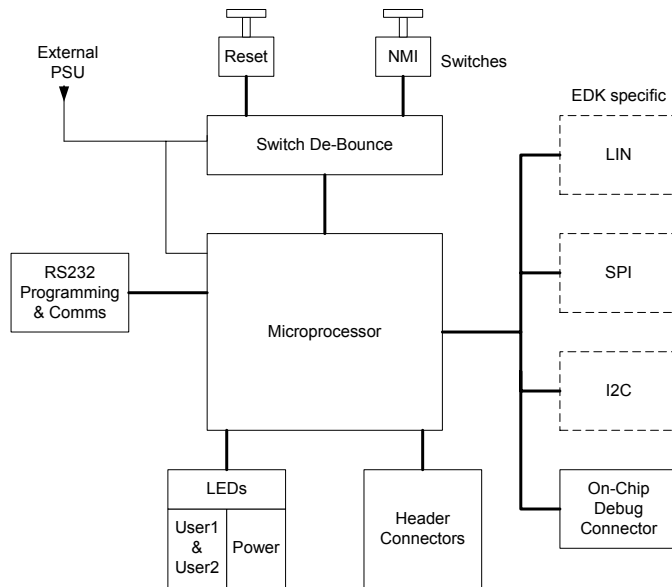 External
PSU
Reset
NMI
Switches
EDK specific
Switch De-Bounce
LIN
RS232
Programming
& Comms
Microprocessor
SPI
I2C
LEDs
User1
&
User2
Power
Header
Connectors
On-Chip
Debug
Connector